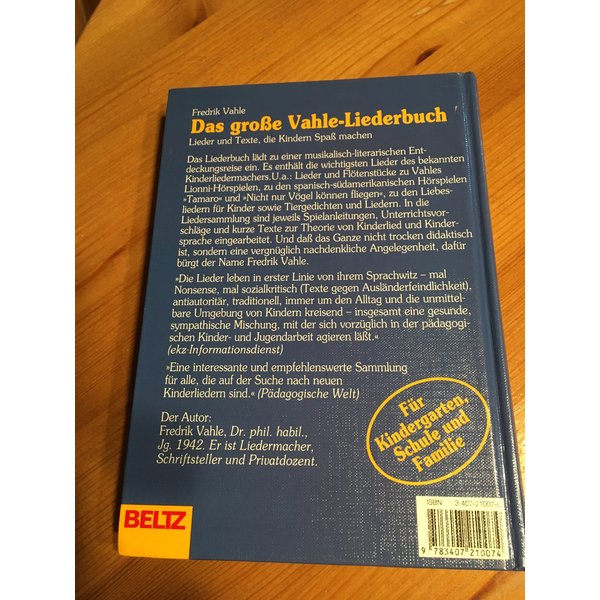 Fredrik Vahle
Das große Vahle-Liederbuch
Lieder und Texte, die Kindern Spaß machen
Das Liederbuch lädt zu einer musikalisch-literarischen Ent-
deckungsreise ein. Es enthält die wichtigsten Lieder des bekannten
Kinderliedermachers.U.a.: Lieder und Flötenstücke zu Vahles
Lionni-Hörspielen, zu den spanisch-südamerikanischen Hörspielen
»Tamaro« und »Nicht nur Vögel können fliegen«, zu den Liebes-
liedern für Kinder sowie Tiergedichten und Liedern. In die
Liedersammlung sind jeweils Spielanleitungen, Unterrichtsvor-
schläge und kurze Texte zur Theorie von Kinderlied und Kinder-
sprache eingearbeitet. Und daß das Ganze nicht trocken didaktisch
ist, sondern eine vergnüglich nachdenkliche Angelegenheit, dafür
bürgt der Name Fredrik Vahle.
»Die Lieder leben in erster Linie von ihrem Sprachwitz – mal
Nonsense, mal sozialkritisch (Texte gegen Ausländerfeindlichkeit),
antiautoritär, traditionell, immer um den Alltag und die unmittel-
bare Umgebung von Kindern kreisend – insgesamt eine gesunde,
sympathische Mischung, mit der sich vorzüglich in der pädagogi-
schen Kinder- und Jugendarbeit agieren läßt.«
(ekz-Informationsdienst)
»Eine interessante und empfehlenswerte Sammlung
für alle, die auf der Suche nach neuen
Kinderliedern sind.« (Pädagogische Welt)
Der Autor:
Fredrik Vahle, Dr. phil. habil.,
Jg. 1942. Er ist Liedermacher,
Schriftsteller und Privatdozent.
Für
Kindergarten,
Schule und
Familie
BELTZ
ISBN 3-407-21007-
9 783407 210074